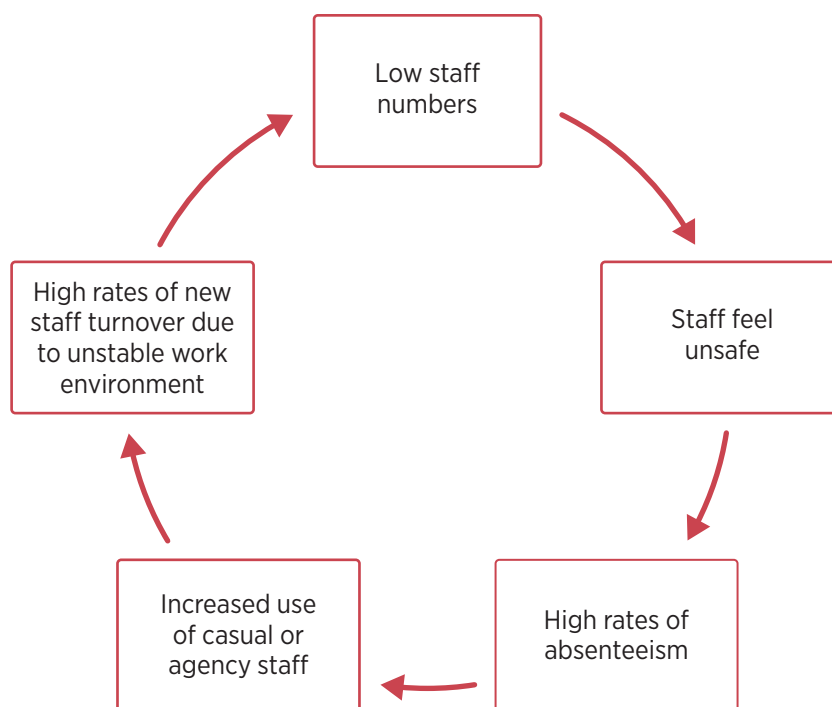 Low staff
numbers
Staff feel
unsafe
High rates of
absenteeism
Increased use
of casual or
agency staff
High rates of new
staff turnover due
to unstable work
environment